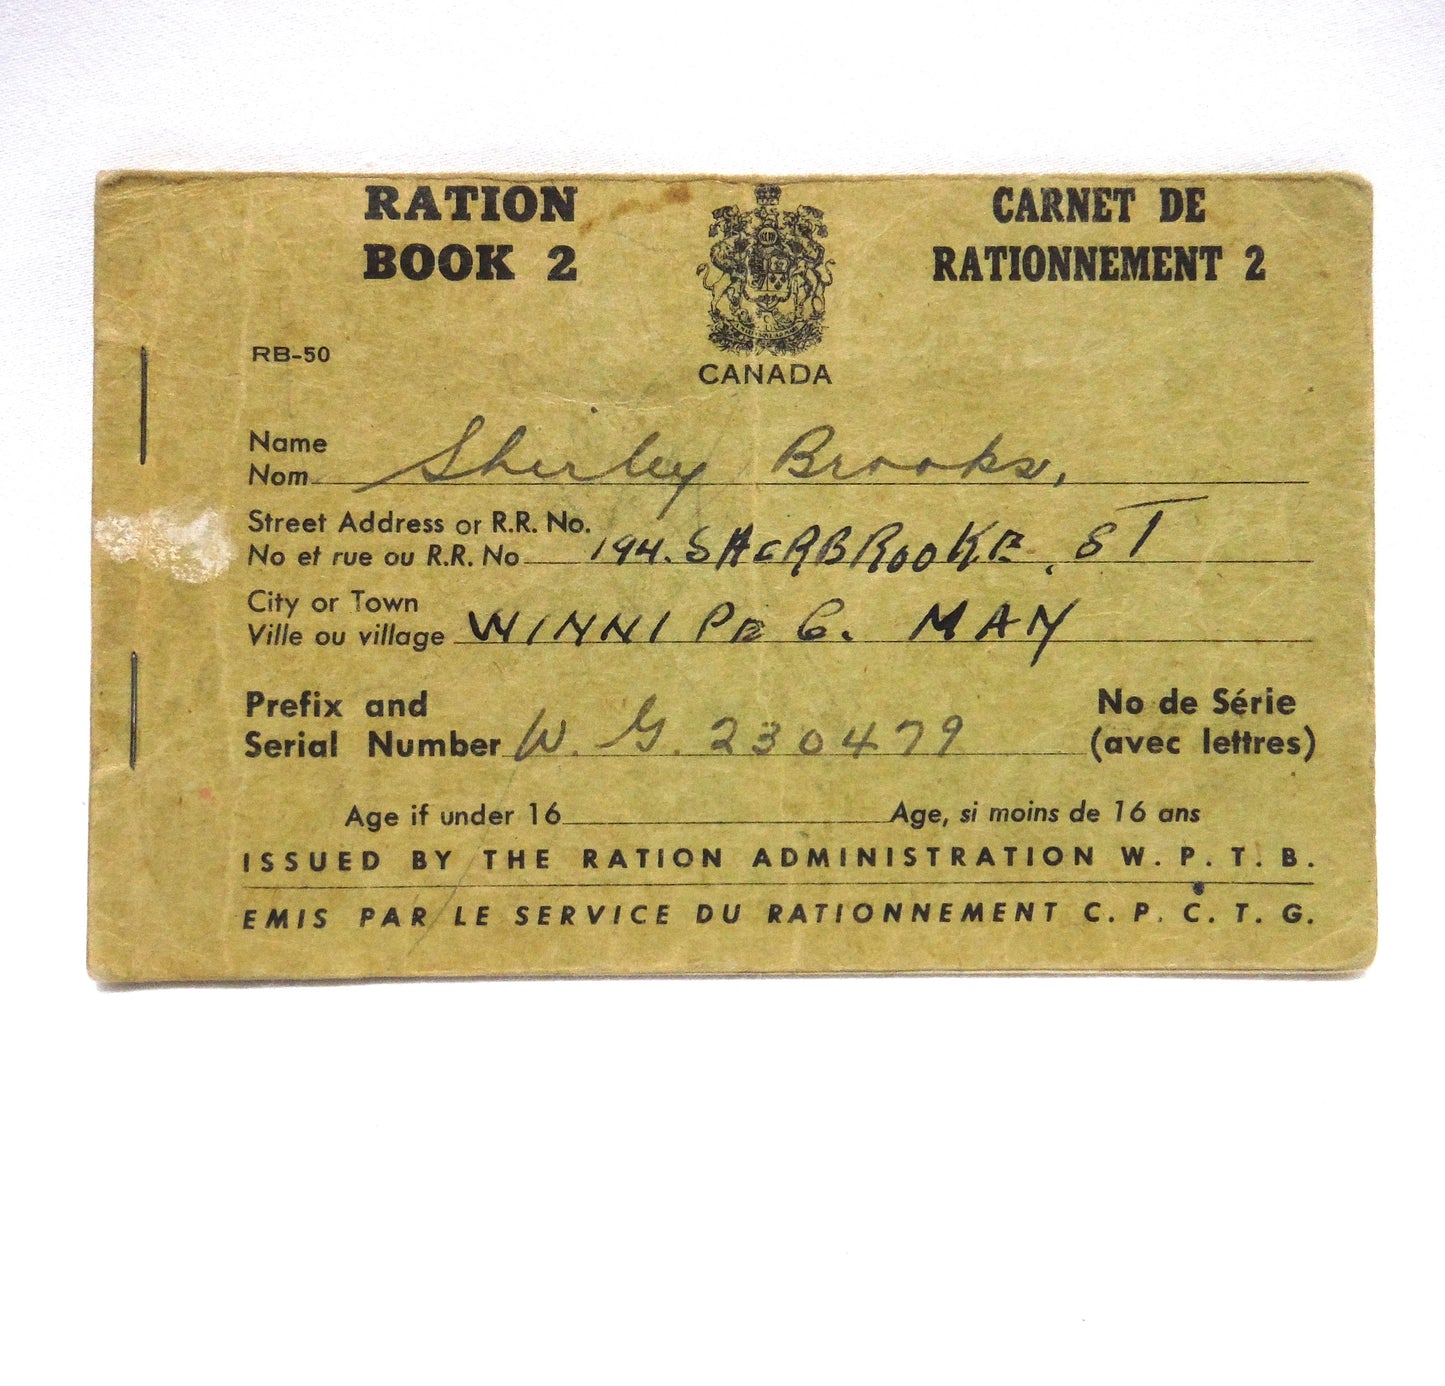 RATION BOOK 2
CARNET DE RATIONNEMENT 2
RB-50
CANADA
Name
Nom Shirley Brooks,
Street Address or R.R. No.
No et rue ou R.R. No 194. SHERBROOKE. ST
City or Town
Ville ou village WINNIPEG. MAN
Prefix and Serial Number W. G. 230479 No de Série (avec lettres)
Age if under 16 Age, si moins de 16 ans
ISSUED BY THE RATION ADMINISTRATION W. P. T. B.
EMIS PAR LE SERVICE DU RATIONNEMENT C. P. C. T. G.